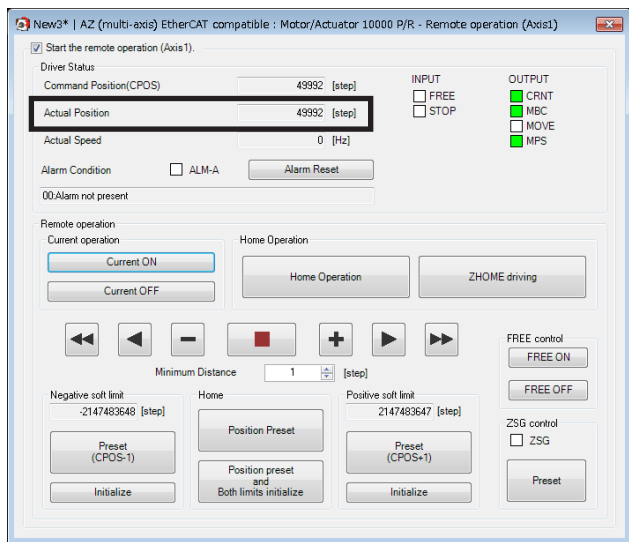 New3* | AZ (multi-axis) EtherCAT compatible : Motor/Actuator 10000 P/R - Remote operation (Axis1)
Start the remote operation (Axis1).
Driver Status
Command Position(CPOS) 49992 [step]
INPUT OUTPUT
FREE CRNT
Actual Position 49992 [step]
STOP MBC
MOVE
Actual Speed 0 [Hz]
MPS
Alarm Condition ALM-A Alarm Reset
00:Alarm not present
Remote operation
Current operation Home Operation
Current ON
Home Operation ZHOME driving
Current OFF
FREE control
FREE ON
Minimum Distance 1 [step]
FREE OFF
Negative soft limit Home Positive soft limit
-2147483648 [step] 2147483647 [step]
Position Preset
ZSG control
ZSG
Preset
(CPOS-1)
Preset
(CPOS+1)
Position preset
and
Both limits initialize
Preset
Initialize Initialize